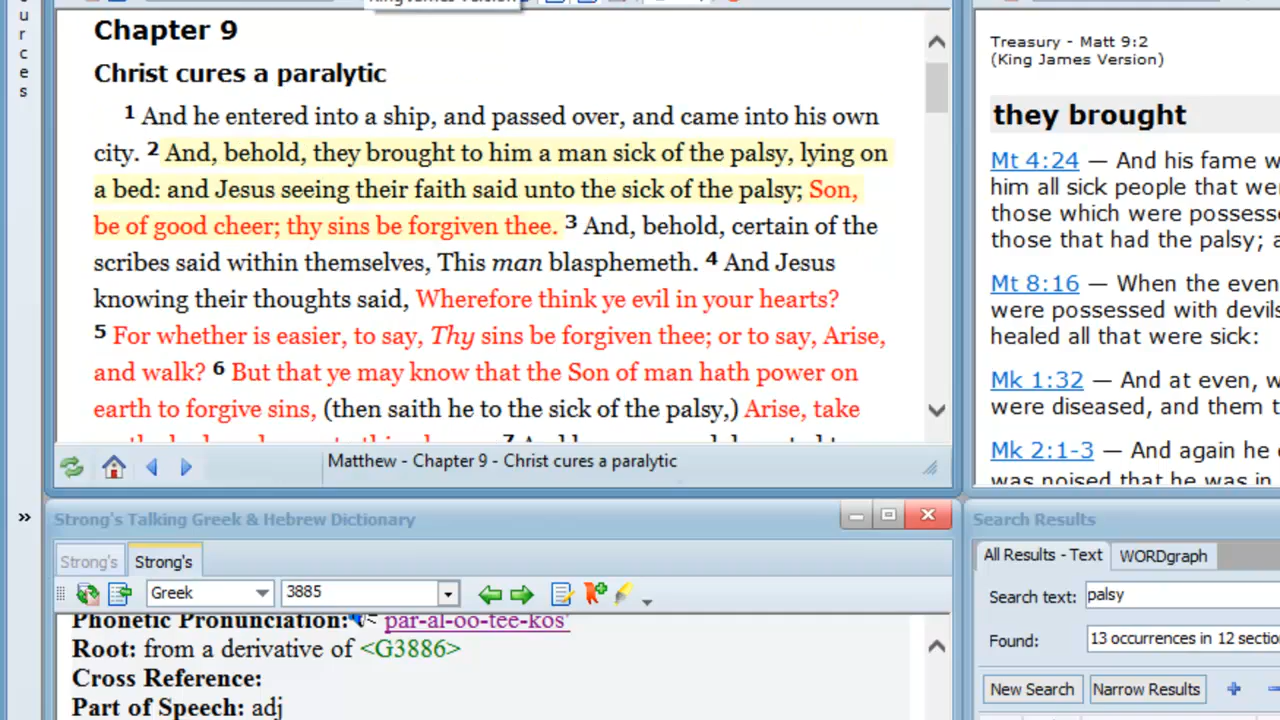 u
r
c
e
s
King James Version
Chapter 9
Christ cures a paralytic
1 And he entered into a ship, and passed over, and came into his own
city. 2 And, behold, they brought to him a man sick of the palsy, lying on
a bed: and Jesus seeing their faith said unto the sick of the palsy; Son,
be of good cheer; thy sins be forgiven thee. 3 And, behold, certain of the
scribes said within themselves, This man blasphemeth. 4 And Jesus
knowing their thoughts said, Wherefore think ye evil in your hearts?
5 For whether is easier, to say, Thy sins be forgiven thee; or to say, Arise,
and walk? 6 But that ye may know that the Son of man hath power on
earth to forgive sins, (then saith he to the sick of the palsy,) Arise, take
Matthew - Chapter 9 - Christ cures a paralytic
Treasury - Matt 9:2
(King James Version)
they brought
Mt 4:24 — And his fame w
him all sick people that wer
those which were possess
those that had the palsy; a
Mt 8:16 — When the even
were possessed with devils
healed all that were sick:
Mk 1:32 — And at even, w
were diseased, and them t
Mk 2:1-3 — And again he
was noised that he was in
»
Strong's Talking Greek & Hebrew Dictionary
Strong's Strong's
Greek 3885
Phonetic Pronunciation: par-al-oo-tee-kos'
Root: from a derivative of <G3886>
Cross Reference:
Part of Speech: adj
Search Results
All Results - Text WORDgraph
Search text: palsy
Found: 13 occurrences in 12 sectio
New Search Narrow Results